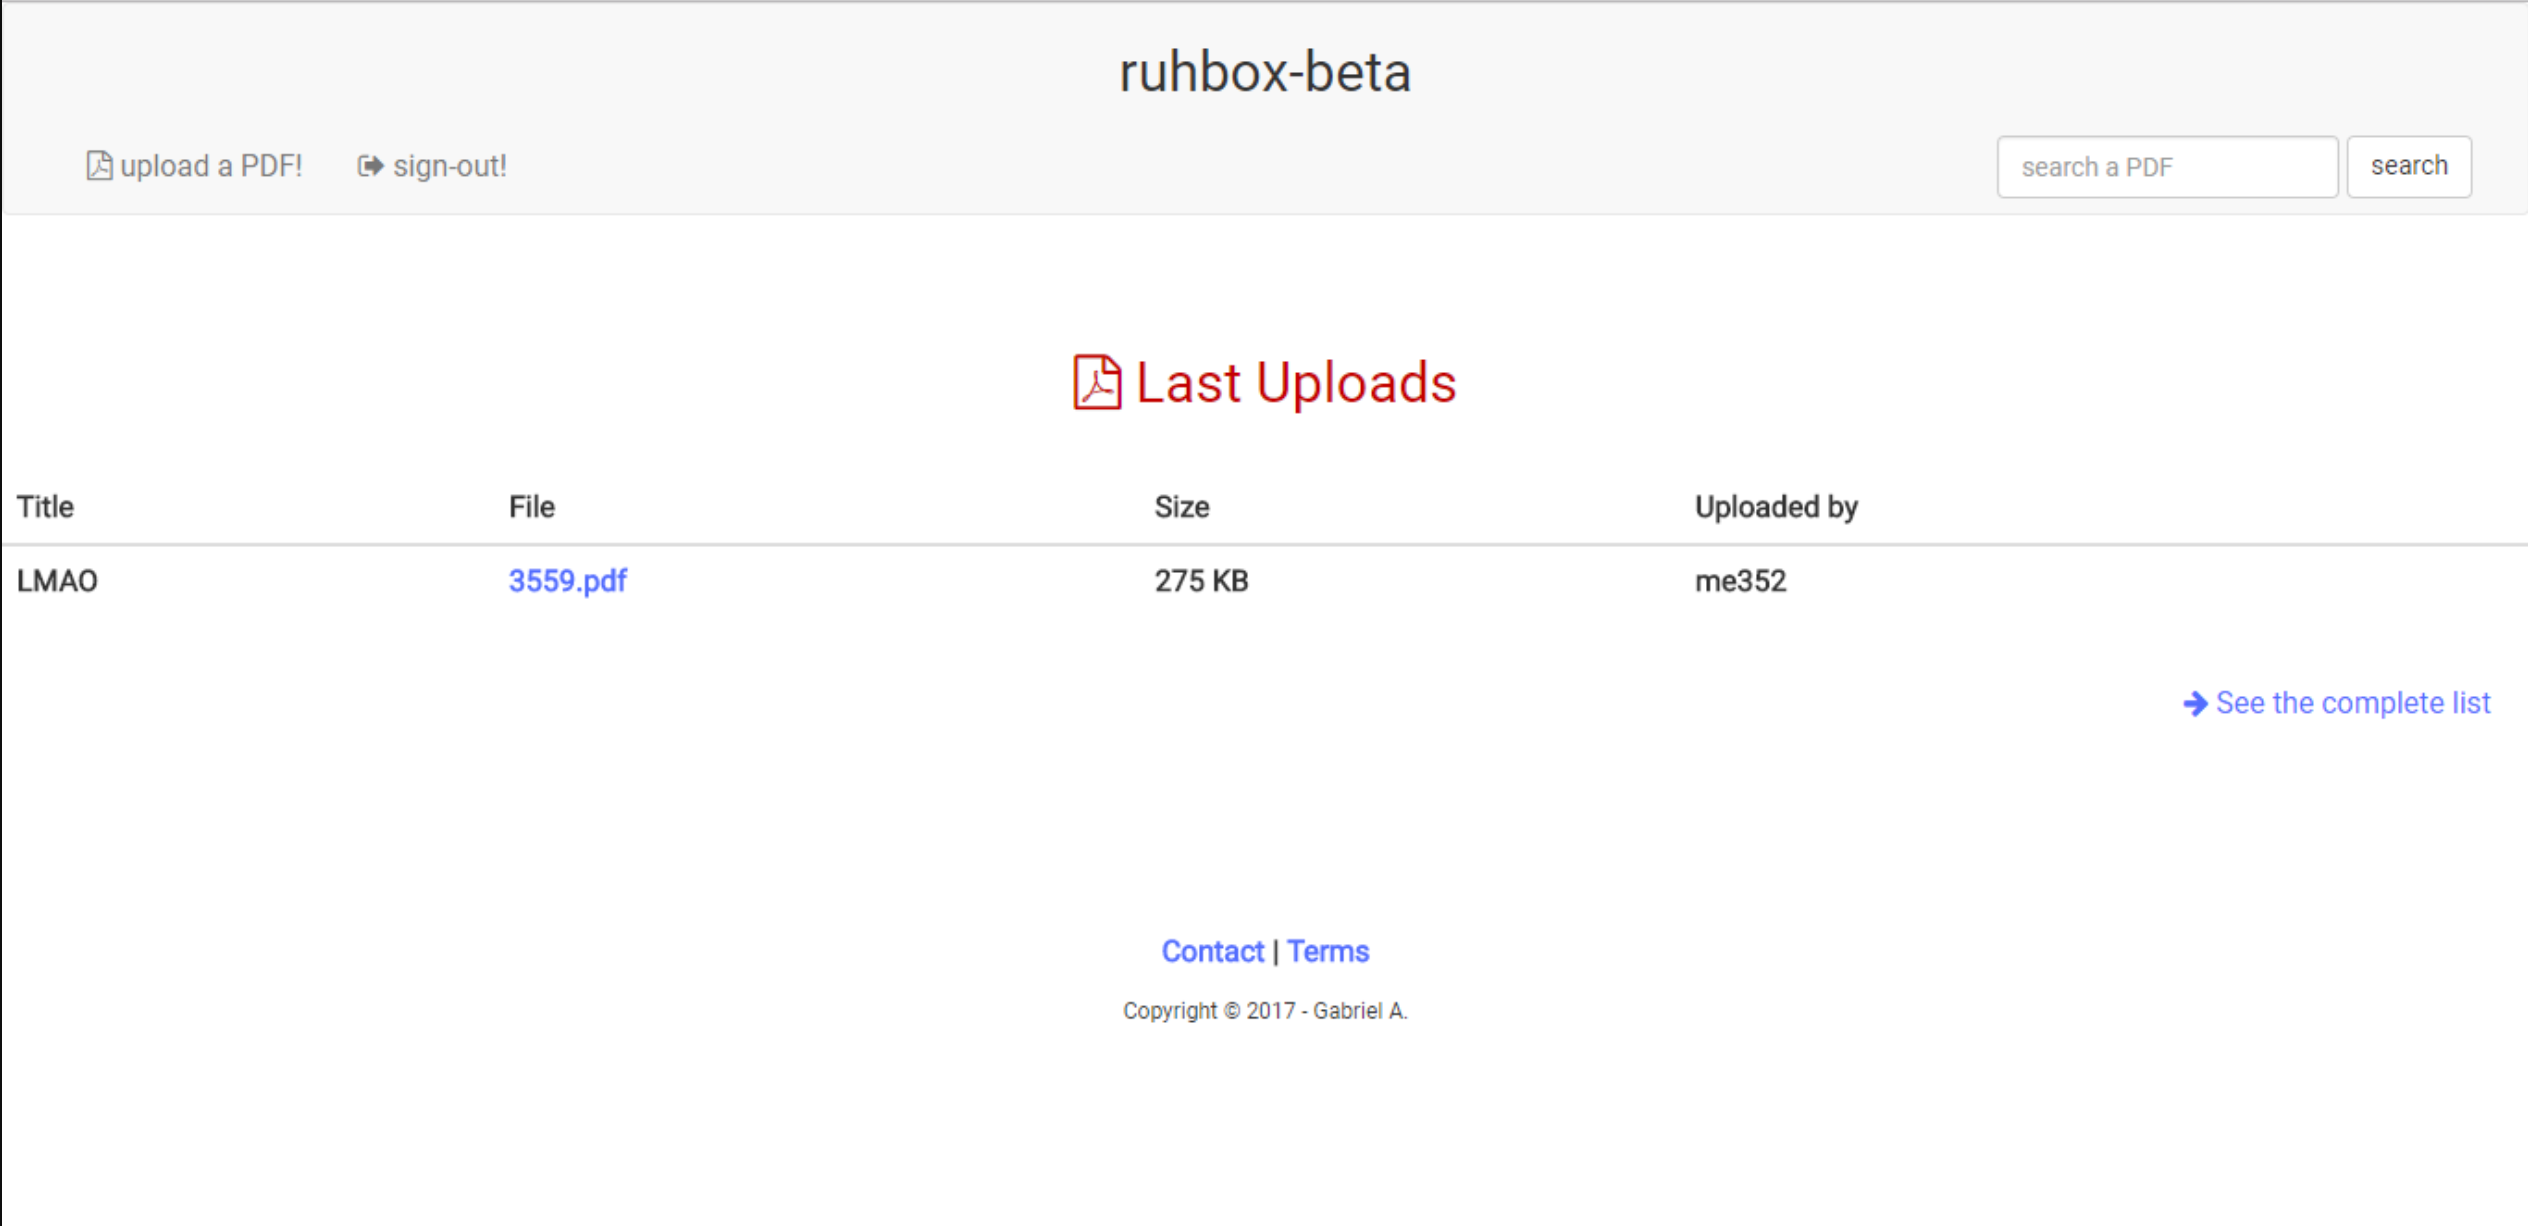 ruhbox-beta
upload a PDF! sign-out! search a PDF search
Last Uploads
Title File Size Uploaded by
LMAO 3559.pdf 275 KB me352
See the complete list
Contact | Terms
Copyright © 2017 - Gabriel A.